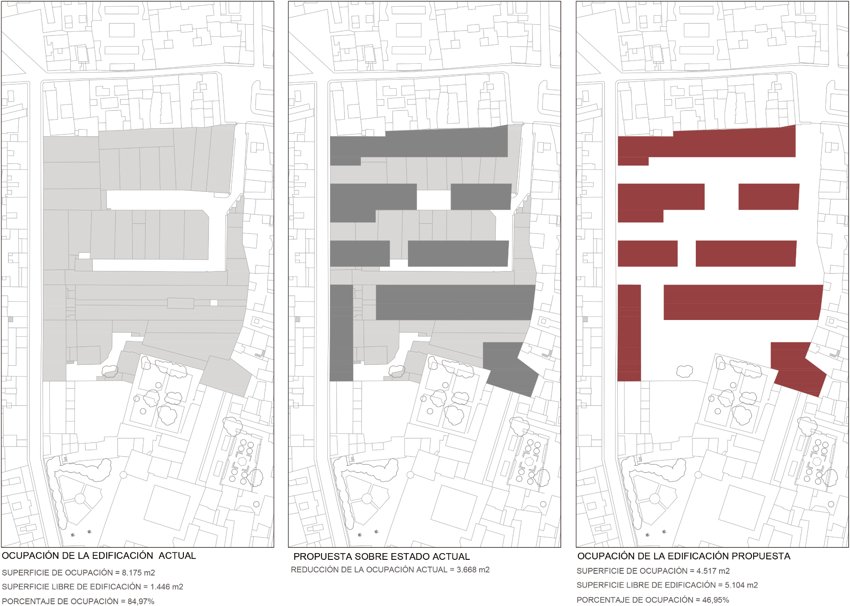 OCUPACIÓN DE LA EDIFICACIÓN ACTUAL
SUPERFICIE DE OCUPACIÓN = 8.175 m2
SUPERFICIE LIBRE DE EDIFICACIÓN = 1.446 m2
PORCENTAJE DE OCUPACIÓN = 84,97%
PROPUESTA SOBRE ESTADO ACTUAL
REDUCCIÓN DE LA OCUPACIÓN ACTUAL = 3.668 m2
OCUPACIÓN DE LA EDIFICACIÓN PROPUESTA
SUPERFICIE DE OCUPACIÓN = 4.517 m2
SUPERFICIE LIBRE DE EDIFICACIÓN = 5.104 m2
PORCENTAJE DE OCUPACIÓN = 46,95%